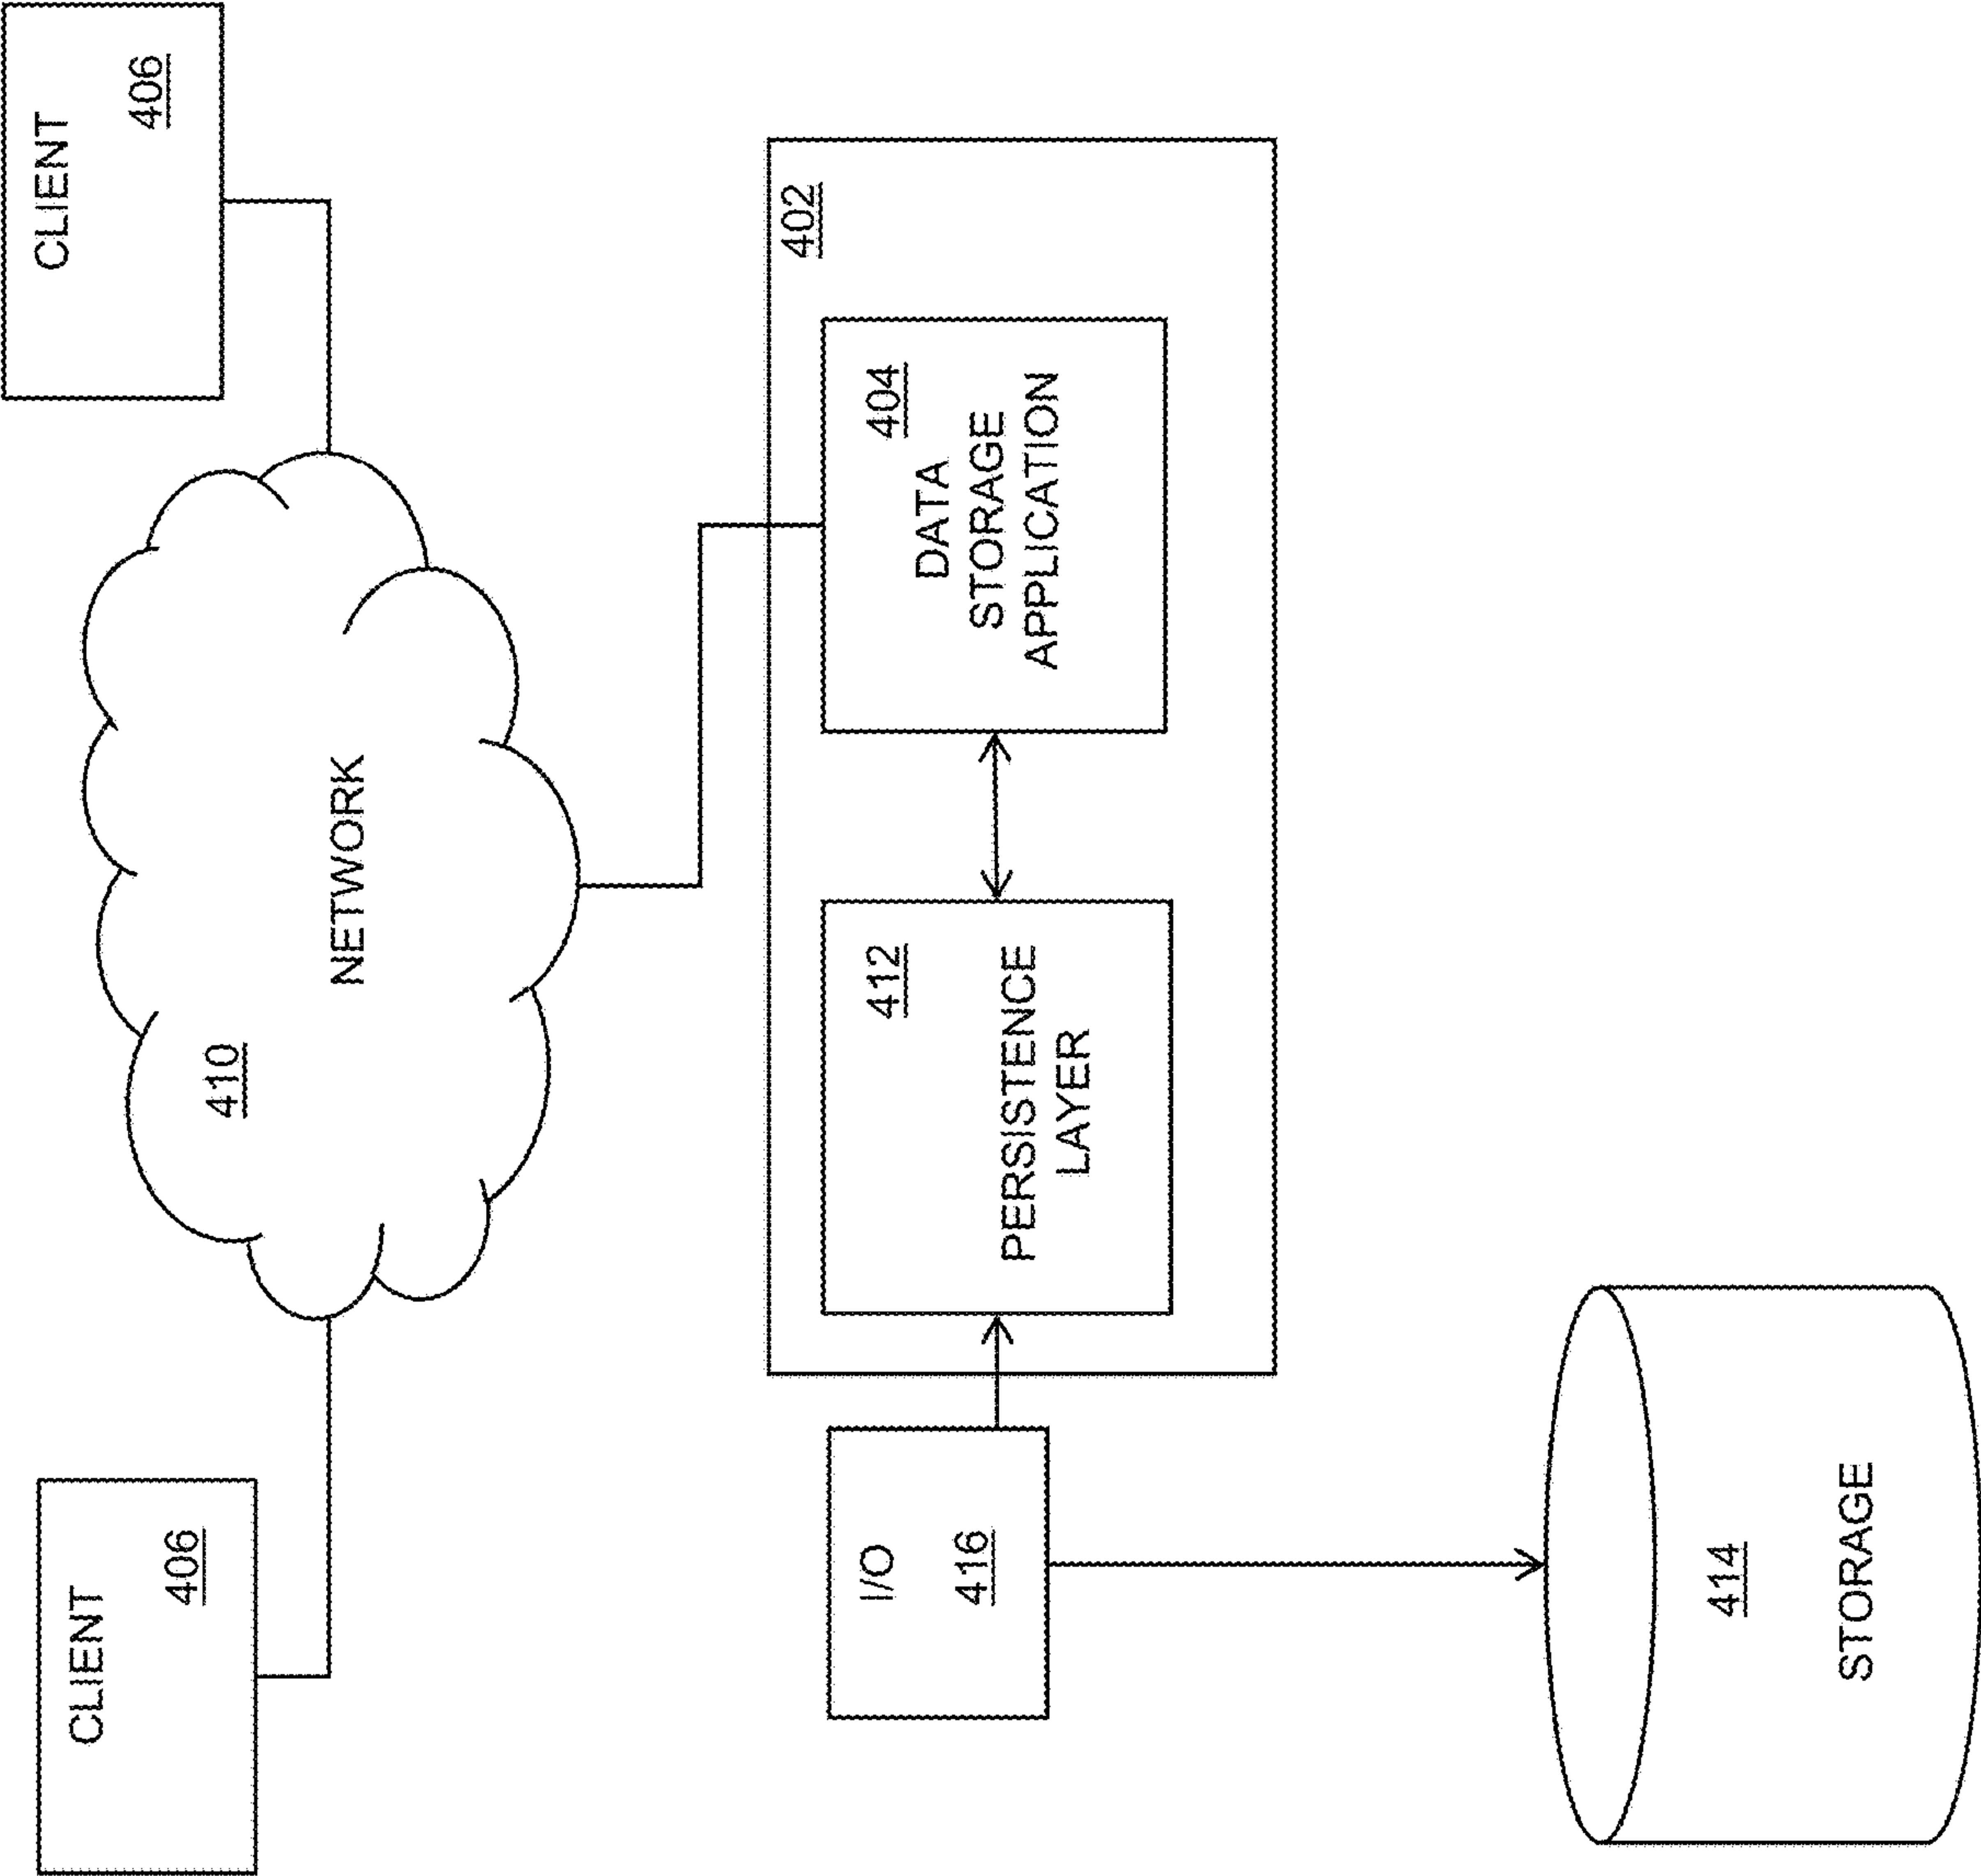 CLIENT
406
CLIENT
406
410
NETWORK
402
I/O
416
412
PERSISTENCE
LAYER
404
DATA
STORAGE
APPLICATION
414
STORAGE